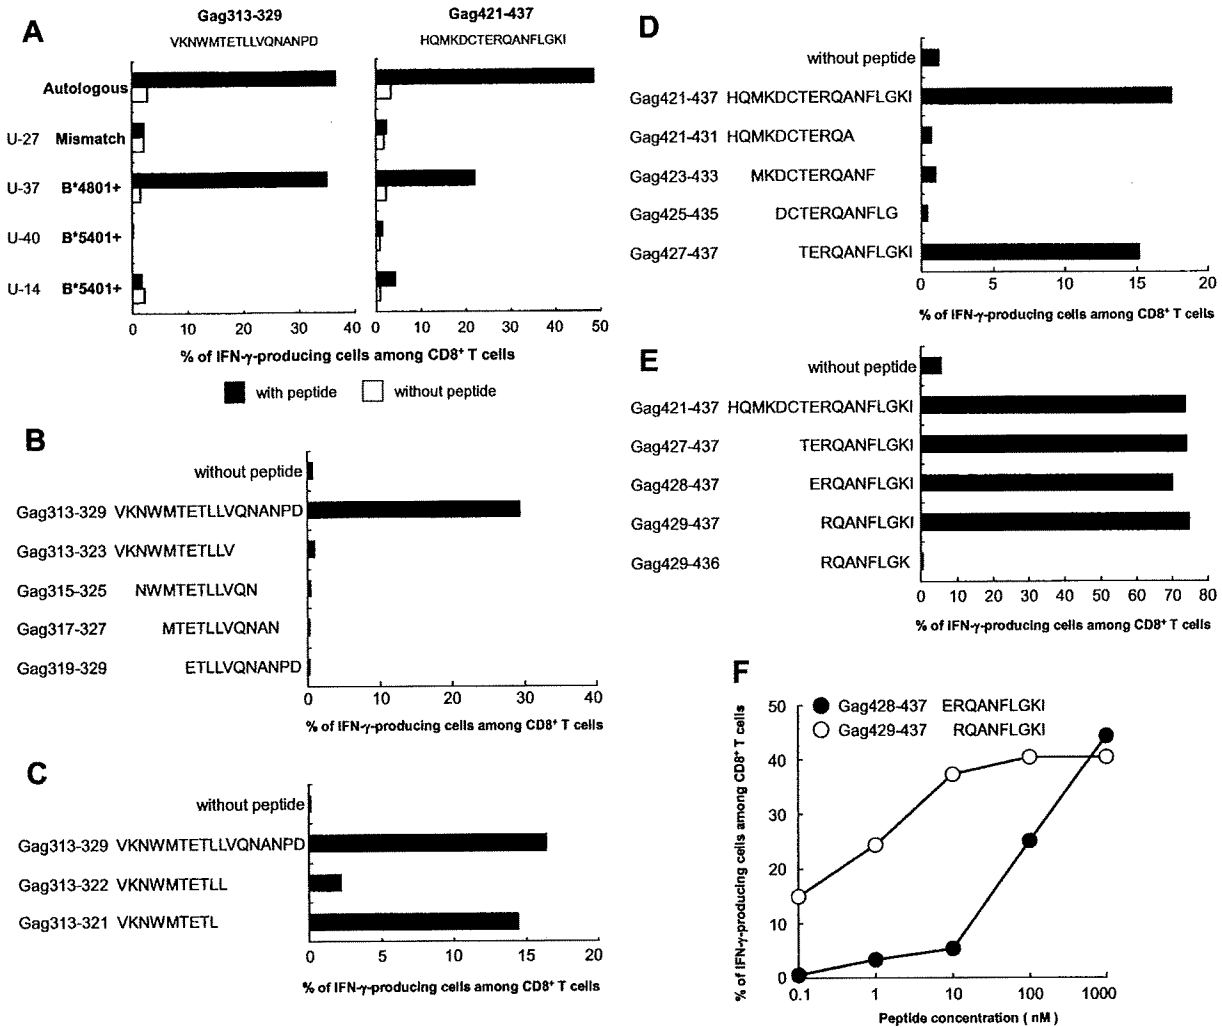 A
Gag313-329
VKNWMTETLLVQNANPD
Gag421-437
HQMKDCTERQANFLGKI
Autologous
U-27 Mismatch
U-37 B*4801+
U-40 B*5401+
U-14 B*5401+
0 10 20 30 40
0 10 20 30 40 50
% of IFN-γ-producing cells among CD8⁺ T cells
with peptide
without peptide
B
without peptide
Gag313-329 VKNWMTETLLVQNANPD
Gag313-323 VKNWMTETLLV
Gag315-325 NWMTETLLVQN
Gag317-327 MTETLLVQNAN
Gag319-329 ETLLVQNANPD
0 10 20 30 40
% of IFN-γ-producing cells among CD8⁺ T cells
C
without peptide
Gag313-329 VKNWMTETLLVQNANPD
Gag313-322 VKNWMTETLL
Gag313-321 VKNWMTETL
0 5 10 15 20
% of IFN-γ-producing cells among CD8⁺ T cells
D
without peptide
Gag421-437 HQMKDCTERQANFLGKI
Gag421-431 HQMKDCTERQA
Gag423-433 MKDCTERQANF
Gag425-435 DCTERQANFLG
Gag427-437 TERQANFLGKI
0 5 10 15 20
% of IFN-γ-producing cells among CD8⁺ T cells
E
without peptide
Gag421-437 HQMKDCTERQANFLGKI
Gag427-437 TERQANFLGKI
Gag428-437 ERQANFLGKI
Gag429-437 RQANFLGKI
Gag429-436 RQANFLGK
0 10 20 30 40 50 60 70 80
% of IFN-γ-producing cells among CD8⁺ T cells
F
% of IFN-γ-producing cells among CD8⁺ T cells
50
40
30
20
10
0
Gag428-437 ERQANFLGKI
Gag429-437 RQANFLGKI
0.1 1 10 100 1000
Peptide concentration ( nM )